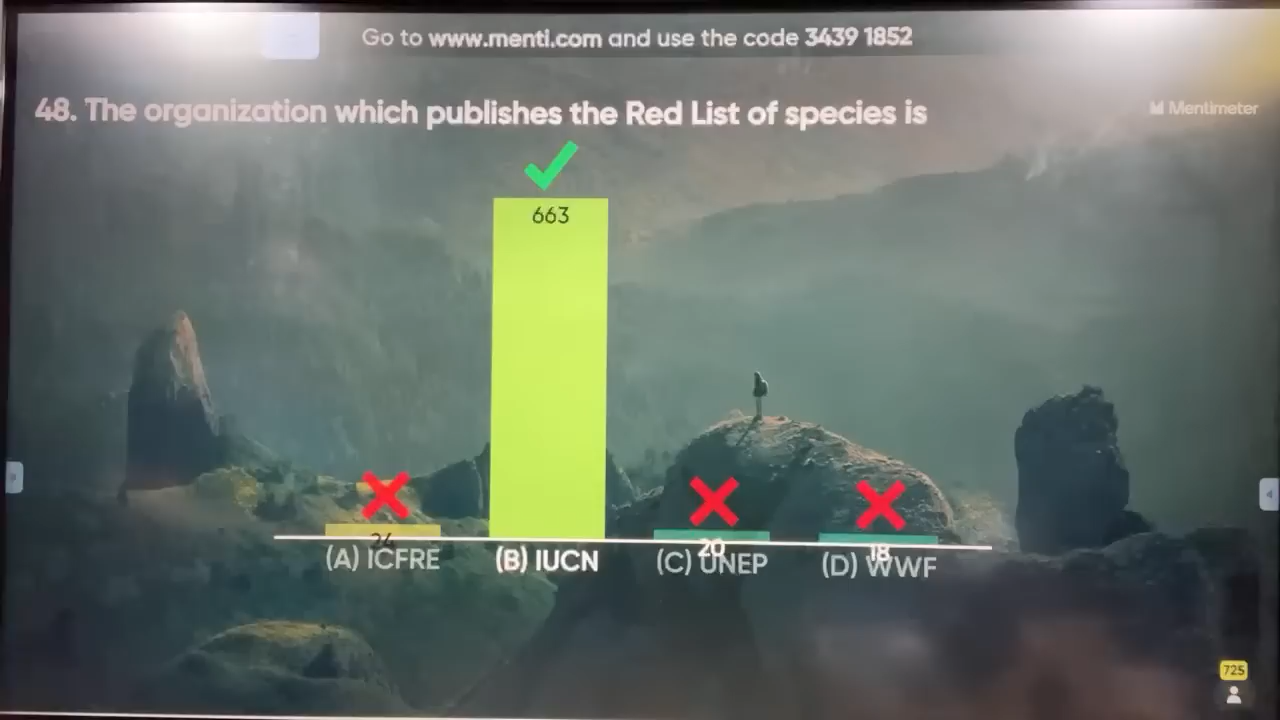 Go to www.menti.com and use the code 3439 1852
48. The organization which publishes the Red List of species is
Mentimeter
663
24
20
18
(A) ICFRE
(B) IUCN
(C) UNEP
(D) WWF
725